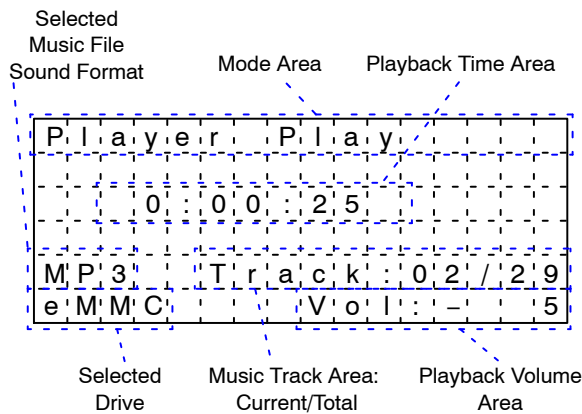 Selected
Music File
Sound Format
Mode Area
Playback Time Area
Player Play
0:00:25
MP3 Track:02/29
eMMC Vol:– 5
Selected
Drive
Music Track Area:
Current/Total
Playback Volume
Area